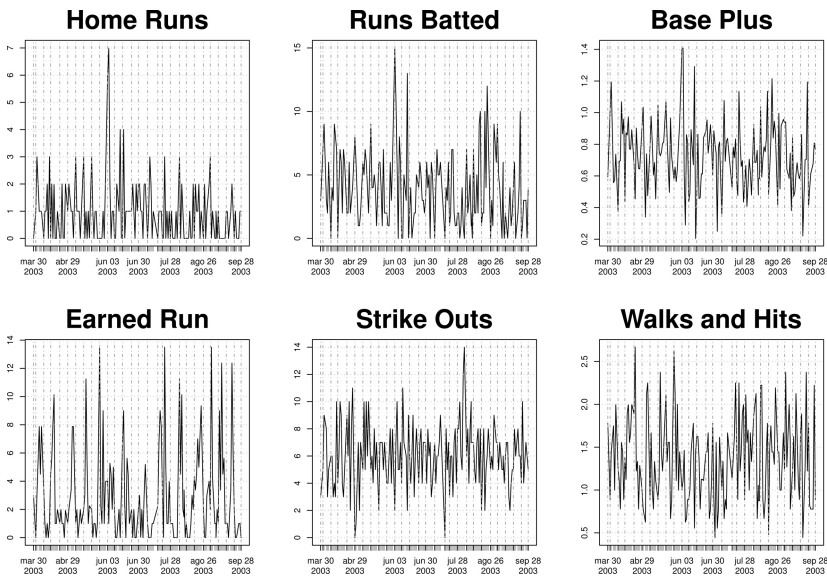 Home Runs
7
6
5
4
3
2
1
0
mar 30 2003
abr 29 2003
jun 03 2003
jun 30 2003
jul 28 2003
ago 26 2003
sep 28 2003
Runs Batted
15
10
5
0
mar 30 2003
abr 29 2003
jun 03 2003
jun 30 2003
jul 28 2003
ago 26 2003
sep 28 2003
Base Plus
1.4
1.2
1.0
0.8
0.6
0.4
0.2
mar 30 2003
abr 29 2003
jun 03 2003
jun 30 2003
jul 28 2003
ago 26 2003
sep 28 2003
Earned Run
14
12
10
8
6
4
2
0
mar 30 2003
abr 29 2003
jun 03 2003
jun 30 2003
jul 28 2003
ago 26 2003
sep 28 2003
Strike Outs
14
12
10
8
6
4
2
0
mar 30 2003
abr 29 2003
jun 03 2003
jun 30 2003
jul 28 2003
ago 26 2003
sep 28 2003
Walks and Hits
2.5
2.0
1.5
1.0
0.5
mar 30 2003
abr 29 2003
jun 03 2003
jun 30 2003
jul 28 2003
ago 26 2003
sep 28 2003